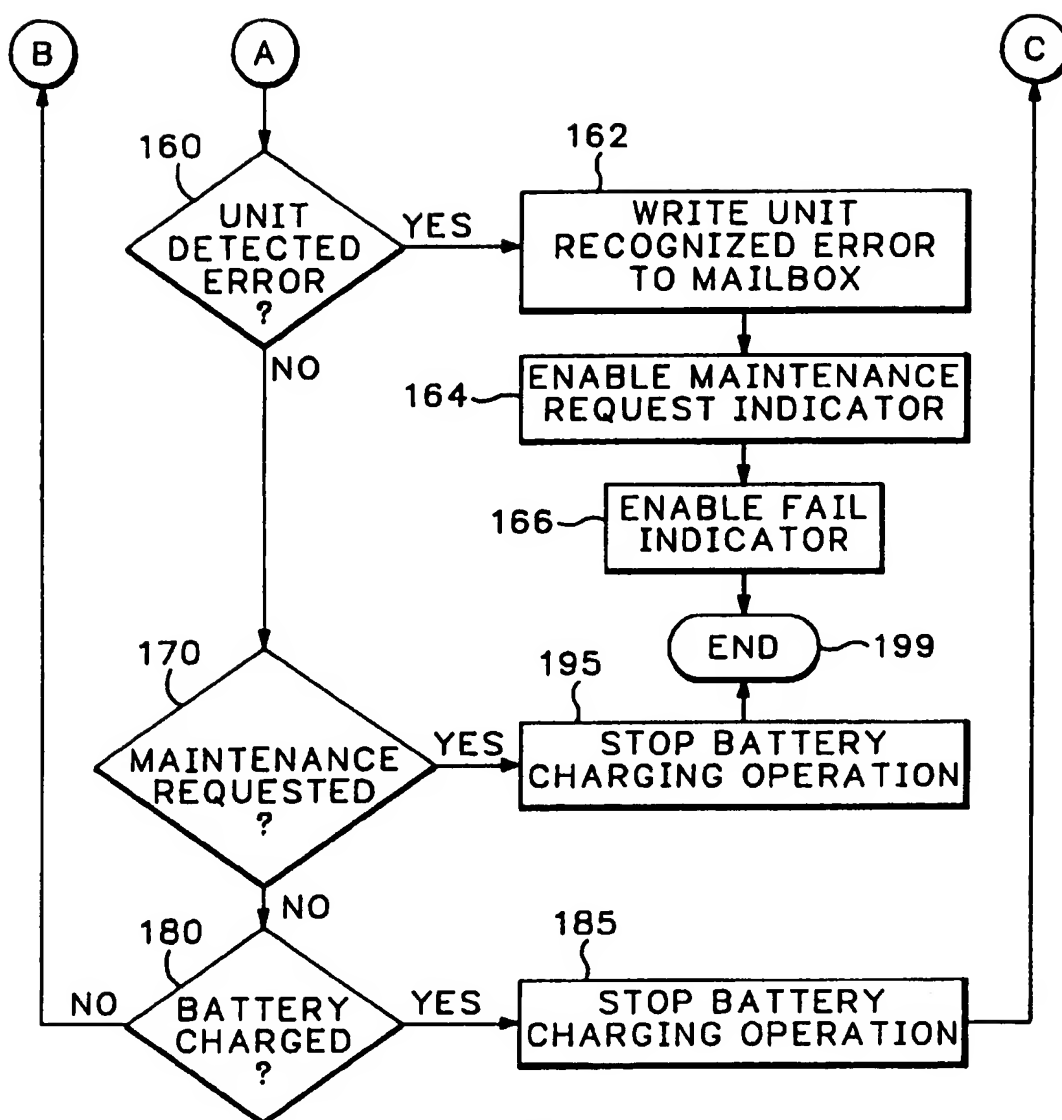 B
A
C
160
UNIT
DETECTED
ERROR
?
YES
NO
162
WRITE UNIT
RECOGNIZED ERROR
TO MAILBOX
164
ENABLE MAINTENANCE
REQUEST INDICATOR
166
ENABLE FAIL
INDICATOR
END
199
170
MAINTENANCE
REQUESTED
?
YES
NO
195
STOP BATTERY
CHARGING OPERATION
180
BATTERY
CHARGED
?
NO
YES
185
STOP BATTERY
CHARGING OPERATION